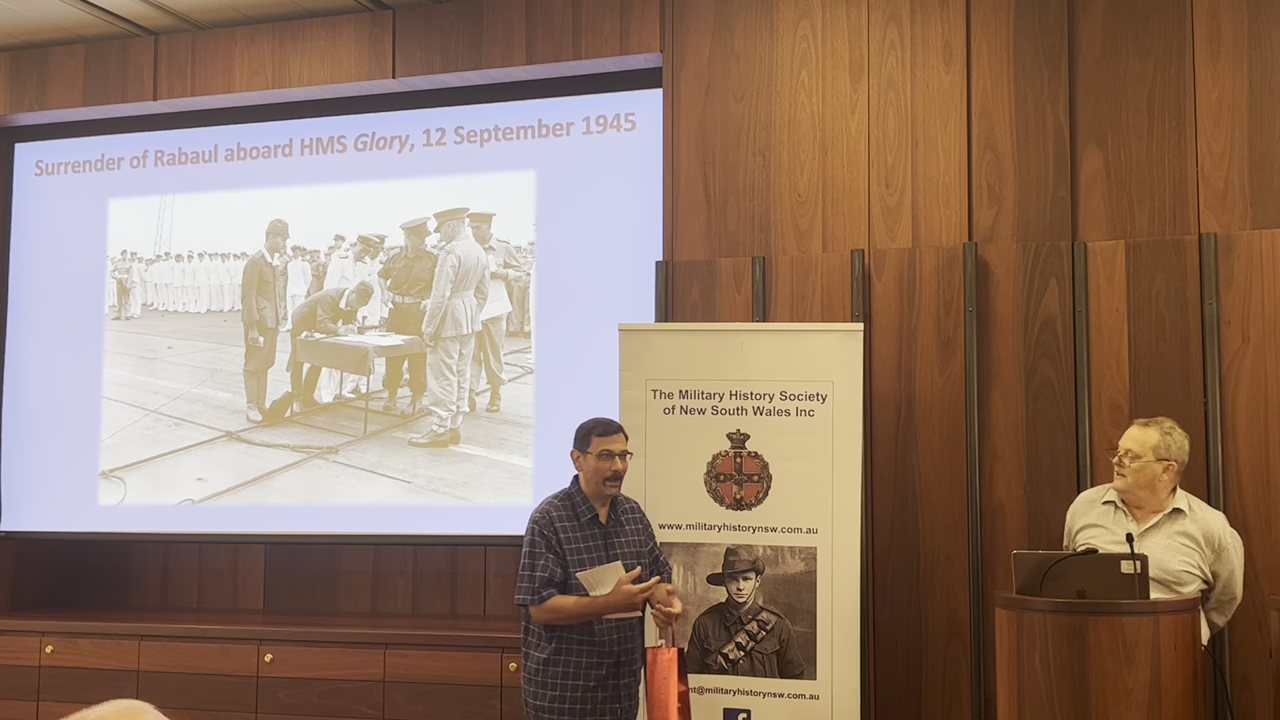 Surrender of Rabaul aboard HMS Glory, 12 September 1945
The Military History Society
of New South Wales Inc
www.militaryhistorynsw.com.au
nt@militaryhistorynsw.com.au